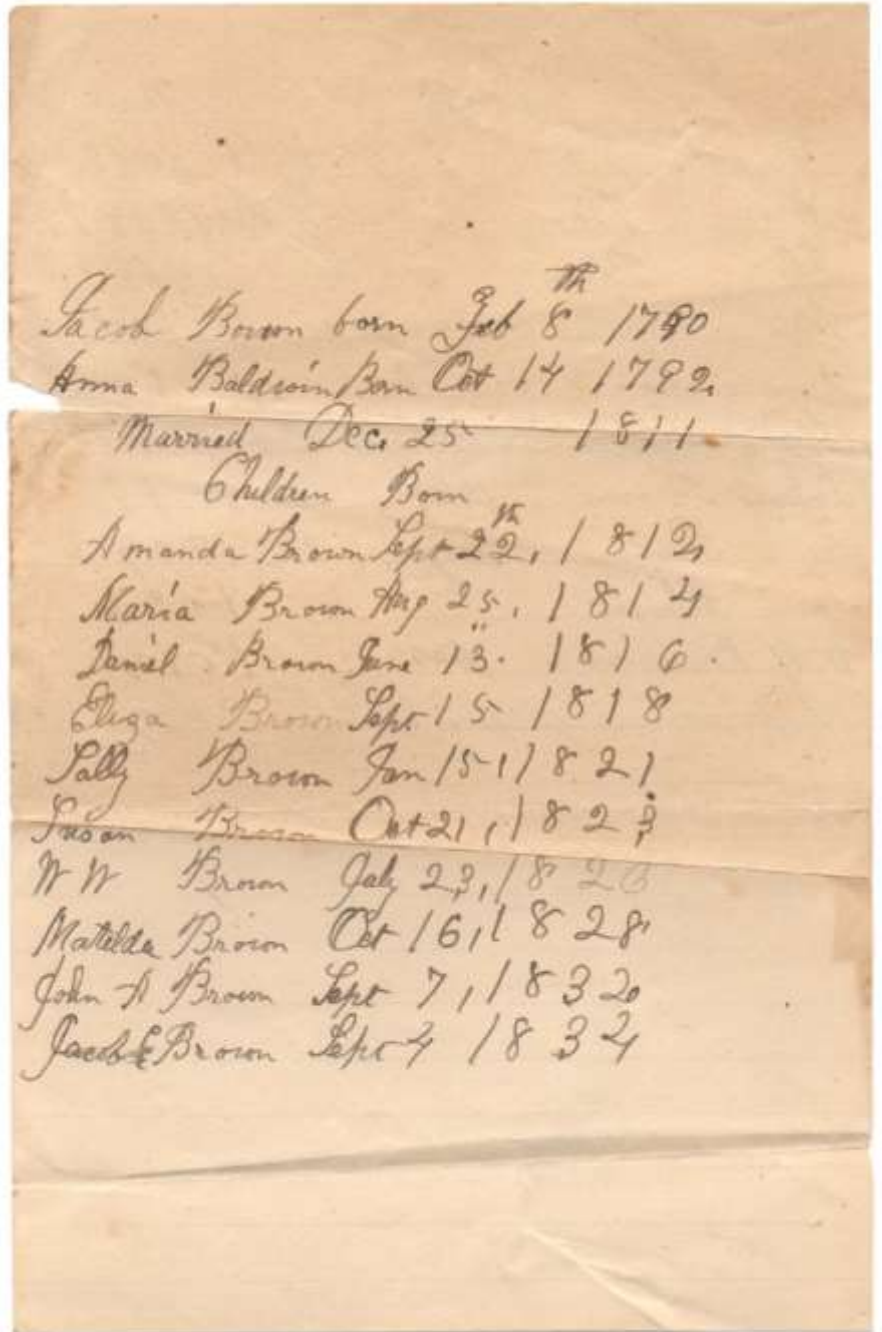 Jacob Brown born Feb 8th 1790
Anna Baldwin Born Oct 14 1792.
Married Dec. 25 1811
Children Born
Amanda Brown Sept 22th, 1812,
Maria Brown Aug 25, 1814
Daniel Brown June 13. 1816.
Eliza Brown Sept. 15 1818
Sally Brown Jan 15, 1821
Susan Brown Oct 21, 1823
W W Brown July 23, 1826
Matilda Brown Oct 16, 1828,
John A Brown Sept 7, 1832
Jacob E Brown Sept 4 1834